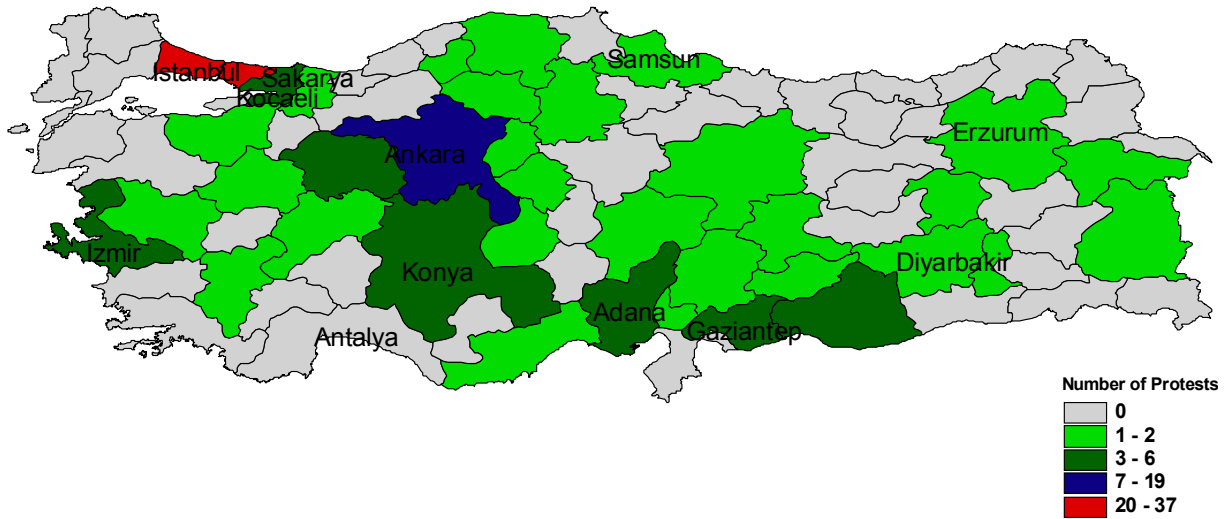 Samsun
Istanbul
Sakarya
Kocaeli
Erzurum
Ankara
Izmir
Konya
Diyarbakir
Adana
Gaziantep
Antalya
Number of Protests
0
1 - 2
3 - 6
7 - 19
20 - 37